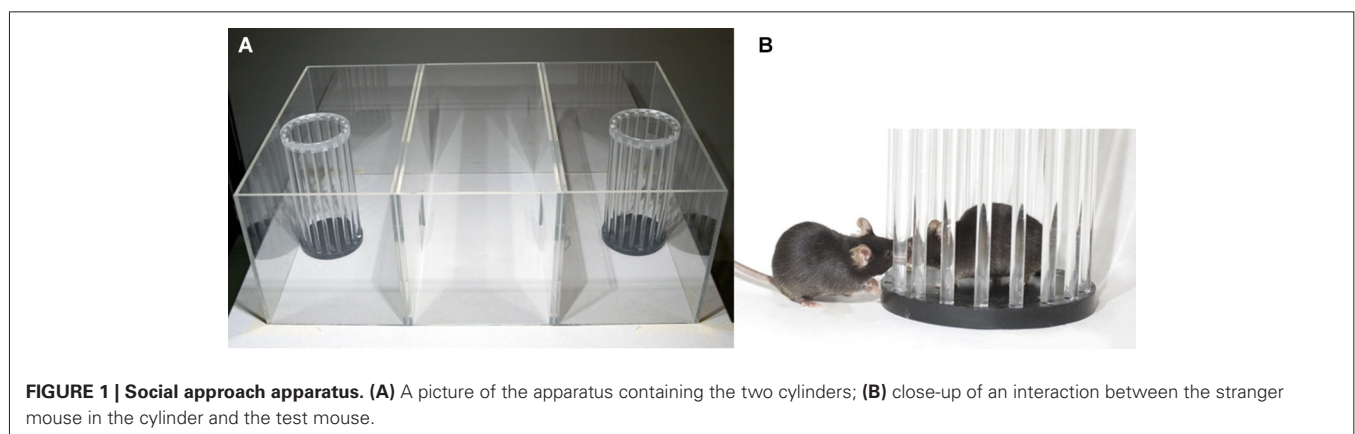 A
B
FIGURE 1 | Social approach apparatus. (A) A picture of the apparatus containing the two cylinders; (B) close-up of an interaction between the stranger
mouse in the cylinder and the test mouse.